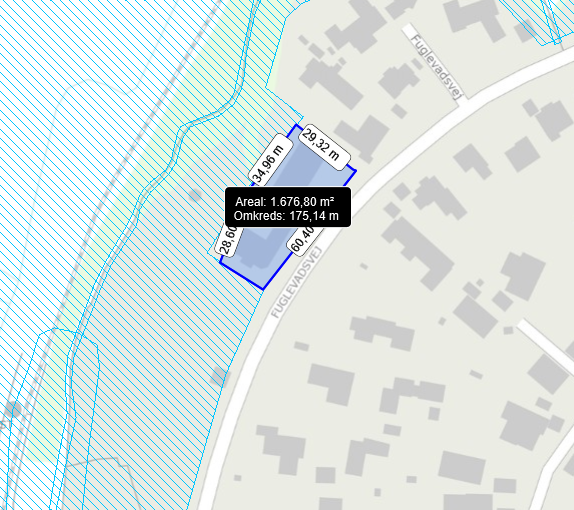 Fuglevadsvej
29,32 m
34,96 m
Areal: 1.676,80 m²
Omkreds: 175,14 m
28,60
60,40
FUGLEVADSVEJ